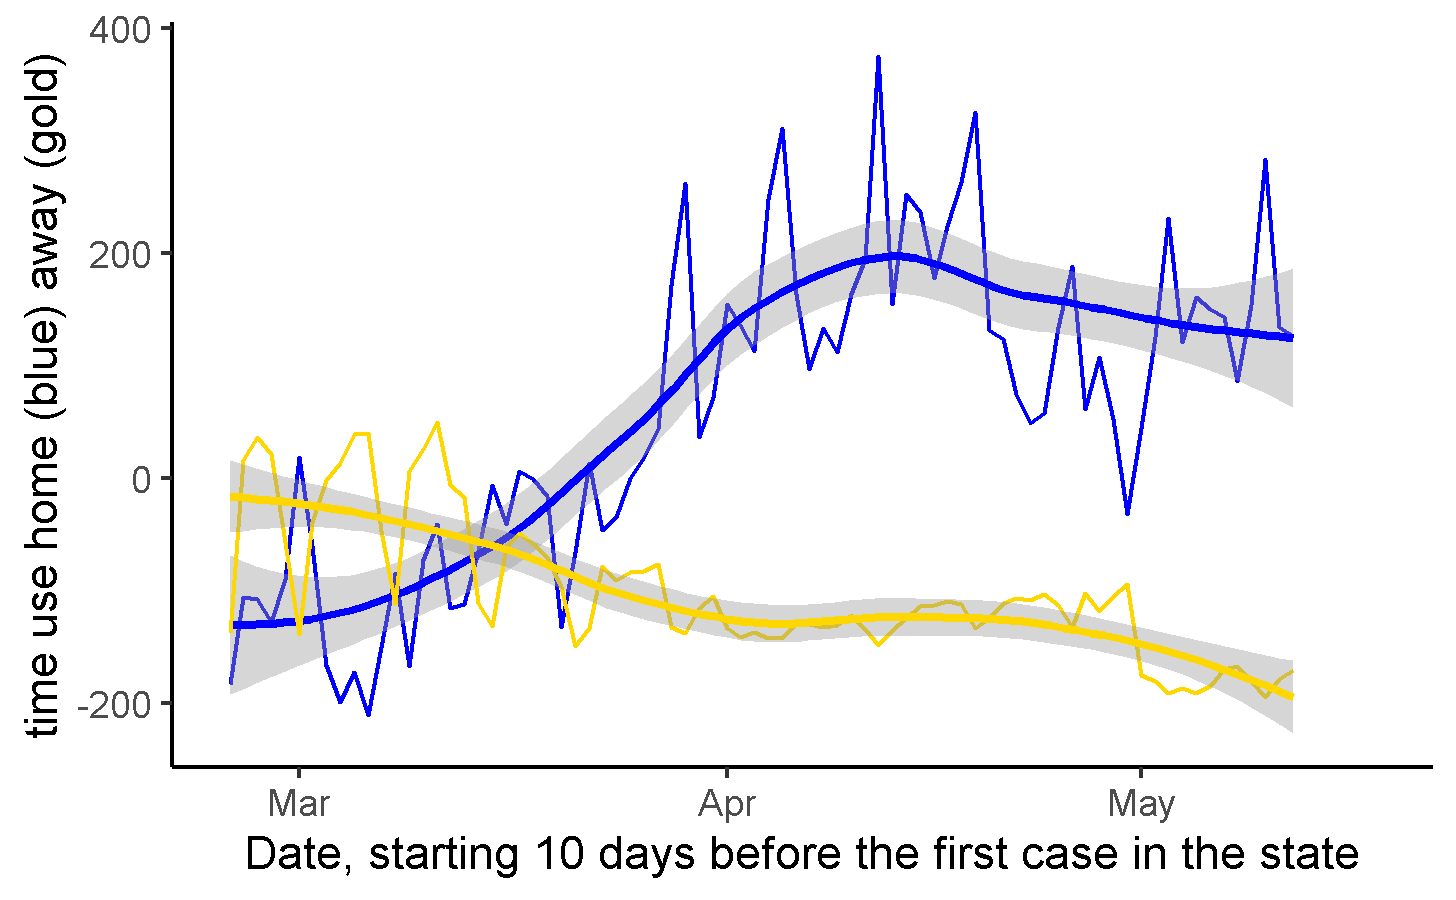 time use home (blue) away (gold)
400
200
0
-200
Mar
Apr
May
Date, starting 10 days before the first case in the state